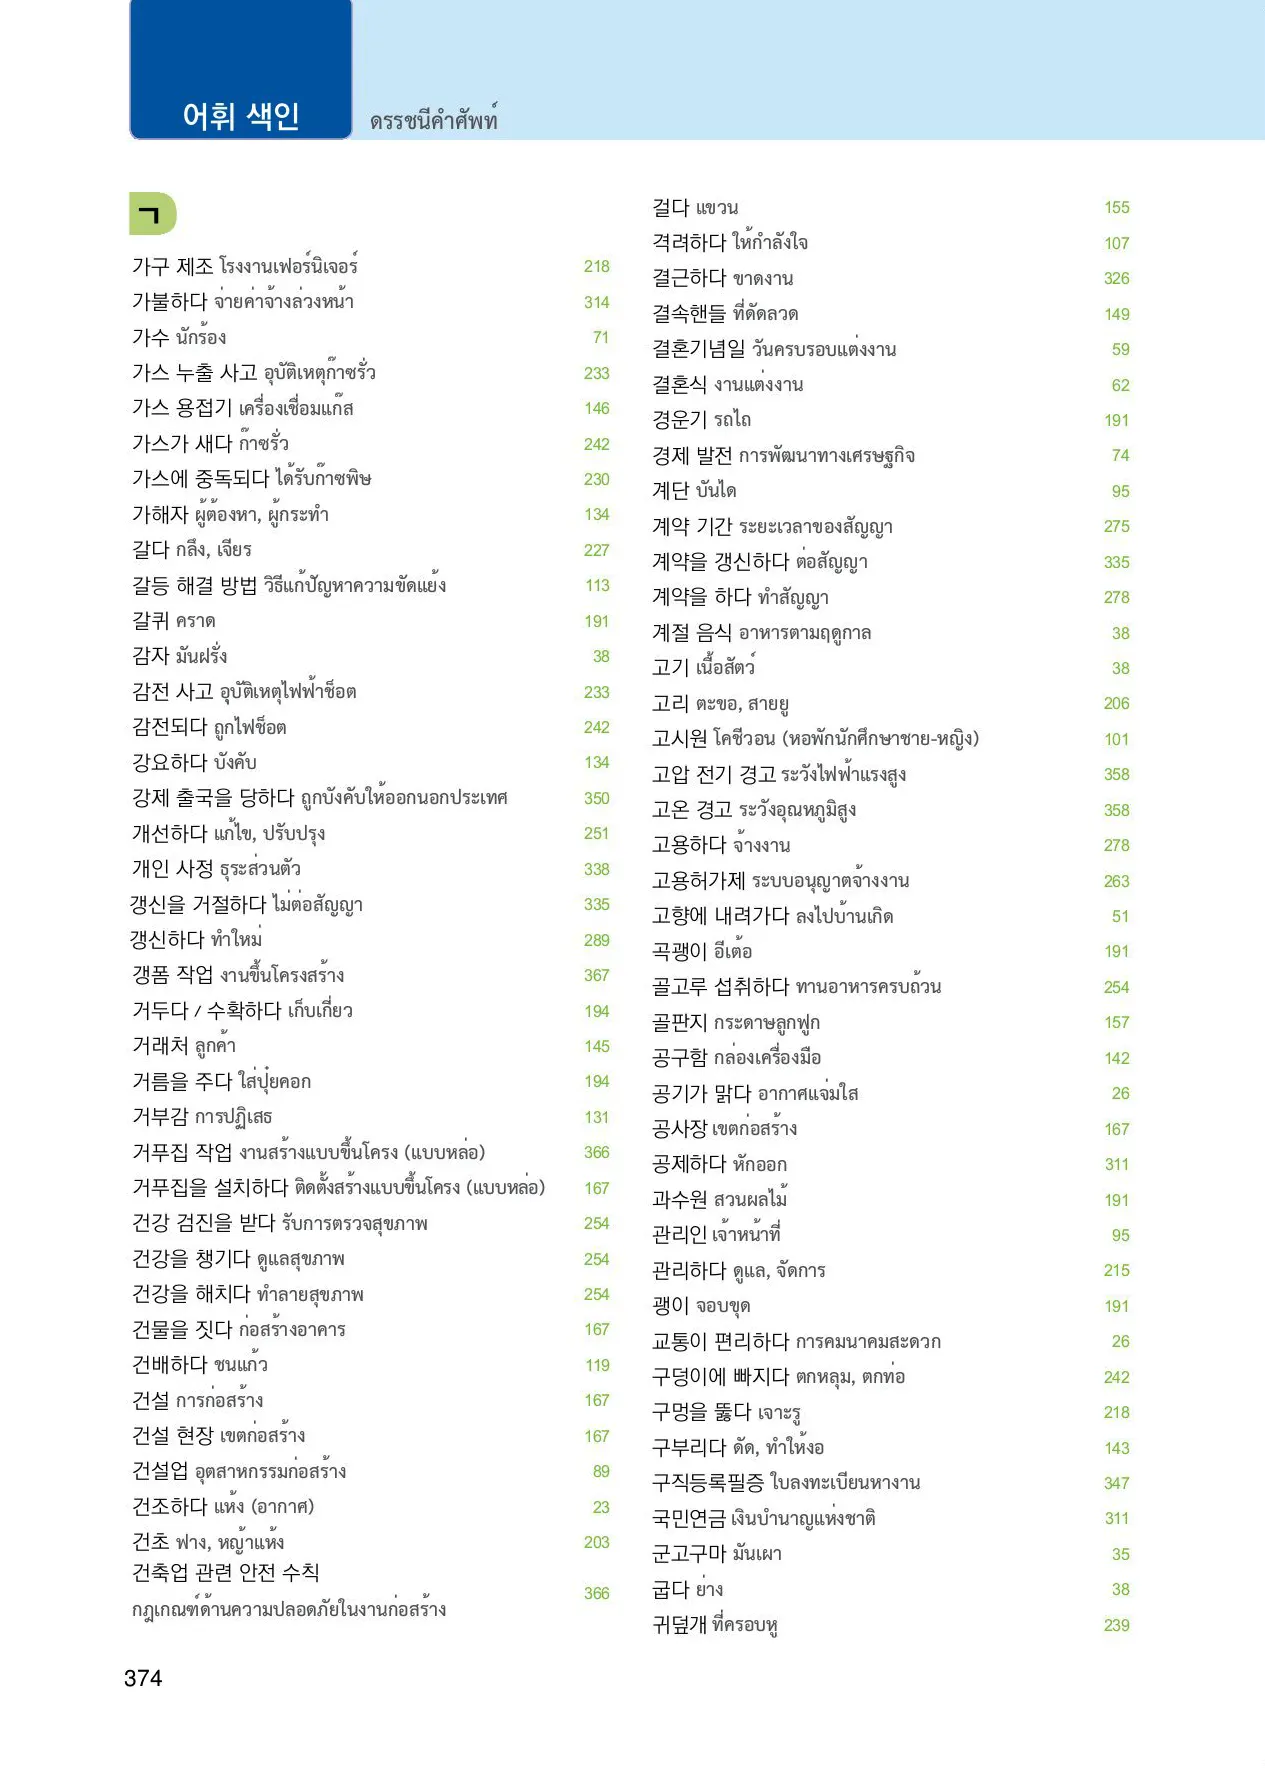 어휘 색인
ดรรชนีคำศัพท์
ㄱ
가구 제조 โรงงานเฟอร์นิเจอร์ 218
가불하다 จ่ายค่าจ้างล่วงหน้า 314
가수 นักร้อง 71
가스 누출 사고 อุบัติเหตุก๊าซรั่ว 233
가스 용접기 เครื่องเชื่อมแก๊ส 146
가스가 새다 ก๊าซรั่ว 242
가스에 중독되다 ได้รับก๊าซพิษ 230
가해자 ผู้ต้องหา, ผู้กระทำ 134
갈다 กลึง, เจียร 227
갈등 해결 방법 วิธีแก้ปัญหาความขัดแย้ง 113
갈퀴 คราด 191
감자 มันฝรั่ง 38
감전 사고 อุบัติเหตุไฟฟ้าช็อต 233
감전되다 ถูกไฟช็อต 242
강요하다 บังคับ 134
강제 출국을 당하다 ถูกบังคับให้ออกนอกประเทศ 350
개선하다 แก้ไข, ปรับปรุง 251
개인 사정 ธุระส่วนตัว 338
갱신을 거절하다 ไม่ต่อสัญญา 335
갱신하다 ทำใหม่ 289
갱폼 작업 งานขึ้นโครงสร้าง 367
거두다 / 수확하다 เก็บเกี่ยว 194
거래처 ลูกค้า 145
거름을 주다 ใส่ปุ๋ยคอก 194
거부감 การปฏิเสธ 131
거푸집 작업 งานสร้างแบบขึ้นโครง (แบบหล่อ) 366
거푸집을 설치하다 ติดตั้งสร้างแบบขึ้นโครง (แบบหล่อ) 167
건강 검진을 받다 รับการตรวจสุขภาพ 254
건강을 챙기다 ดูแลสุขภาพ 254
건강을 해치다 ทำลายสุขภาพ 254
건물을 짓다 ก่อสร้างอาคาร 167
건배하다 ชนแก้ว 119
건설 การก่อสร้าง 167
건설 현장 เขตก่อสร้าง 167
건설업 อุตสาหกรรมก่อสร้าง 89
건조하다 แห้ง (อากาศ) 23
건초 ฟาง, หญ้าแห้ง 203
건축업 관련 안전 수칙
กฎเกณฑ์ด้านความปลอดภัยในงานก่อสร้าง 366
걸다 แขวน 155
격려하다 ให้กำลังใจ 107
결근하다 ขาดงาน 326
결속핸들 ที่ดัดลวด 149
결혼기념일 วันครบรอบแต่งงาน 59
결혼식 งานแต่งงาน 62
경운기 รถไถ 191
경제 발전 การพัฒนาทางเศรษฐกิจ 74
계단 บันได 95
계약 기간 ระยะเวลาของสัญญา 275
계약을 갱신하다 ต่อสัญญา 335
계약을 하다 ทำสัญญา 278
계절 음식 อาหารตามฤดูกาล 38
고기 เนื้อสัตว์ 38
고리 ตะขอ, สายยู 206
고시원 โคชีวอน (หอพักนักศึกษาชาย-หญิง) 101
고압 전기 경고 ระวังไฟฟ้าแรงสูง 358
고온 경고 ระวังอุณหภูมิสูง 358
고용하다 จ้างงาน 278
고용허가제 ระบบอนุญาตจ้างงาน 263
고향에 내려가다 ลงไปบ้านเกิด 51
곡괭이 อีเต้อ 191
골고루 섭취하다 ทานอาหารครบถ้วน 254
골판지 กระดาษลูกฟูก 157
공구함 กล่องเครื่องมือ 142
공기가 맑다 อากาศแจ่มใส 26
공사장 เขตก่อสร้าง 167
공제하다 หักออก 311
과수원 สวนผลไม้ 191
관리인 เจ้าหน้าที่ 95
관리하다 ดูแล, จัดการ 215
괭이 จอบขุด 191
교통이 편리하다 การคมนาคมสะดวก 26
구덩이에 빠지다 ตกหลุม, ตกท่อ 242
구멍을 뚫다 เจาะรู 218
구부리다 ดัด, ทำให้งอ 143
구직등록필증 ใบลงทะเบียนหางาน 347
국민연금 เงินบำนาญแห่งชาติ 311
군고구마 มันเผา 35
굽다 ย่าง 38
귀덮개 ที่ครอบหู 239
374